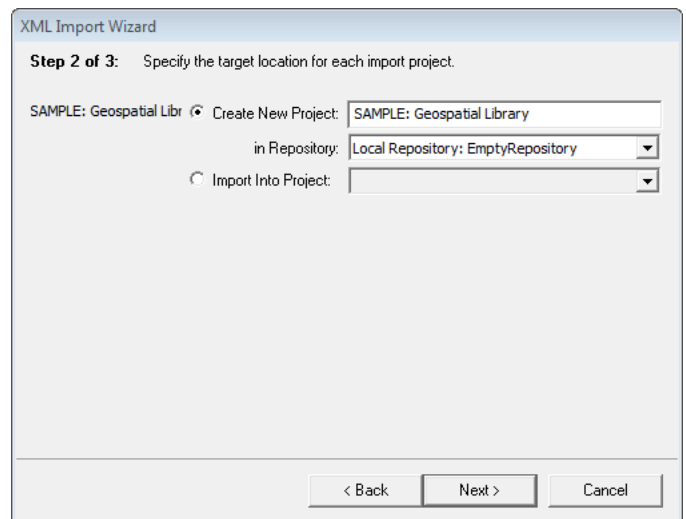 XML Import Wizard
Step 2 of 3: Specify the target location for each import project.
SAMPLE: Geospatial Libr Create New Project: SAMPLE: Geospatial Library
in Repository: Local Repository: EmptyRepository
Import Into Project:
< Back Next > Cancel